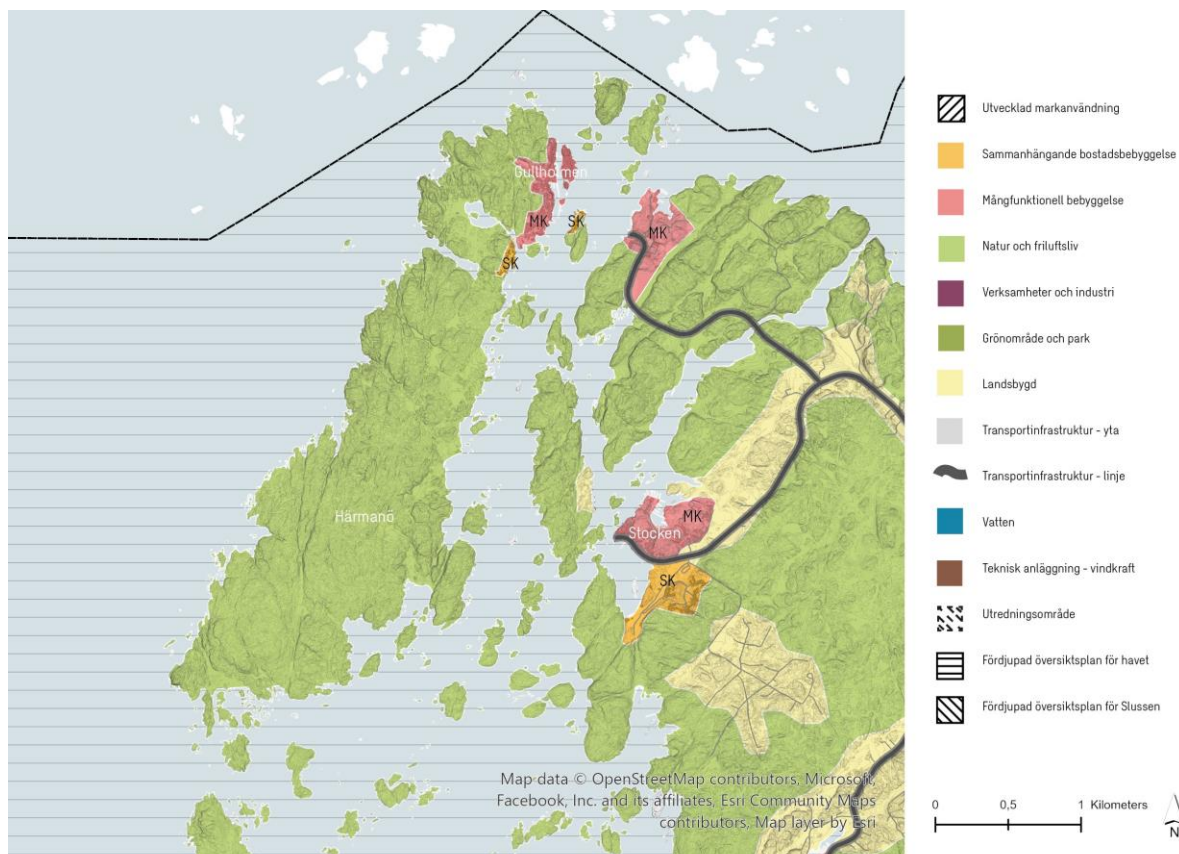 Gullholmen
MK
SK
MK
SK
Härmanö
MK
Stocken
SK
Map data © OpenStreetMap contributors, Microsoft,
Facebook, Inc. and its affiliates, Esri Community Maps
contributors, Map layer by Esri
Utvecklad markanvändning
Sammanhängande bostadsbebyggelse
Mångfunktionell bebyggelse
Natur och friluftsliv
Verksamheter och industri
Grönområde och park
Landsbygd
Transportinfrastruktur - yta
Transportinfrastruktur - linje
Vatten
Teknisk anläggning - vindkraft
Utredningsområde
Fördjupad översiktsplan för havet
Fördjupad översiktsplan för Slussen
0 0,5 1 Kilometers
N